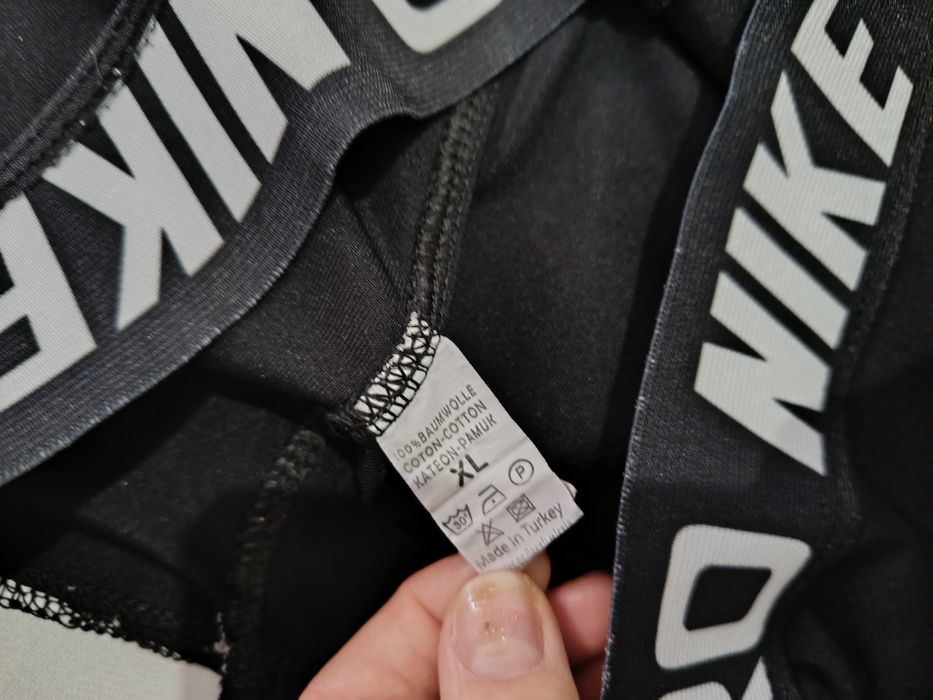 NIKE
NIKE
100%BAUMWOLLE
COTON-COTTON
KATEON-PAMUK
XL
P
30°
Made in Turkey